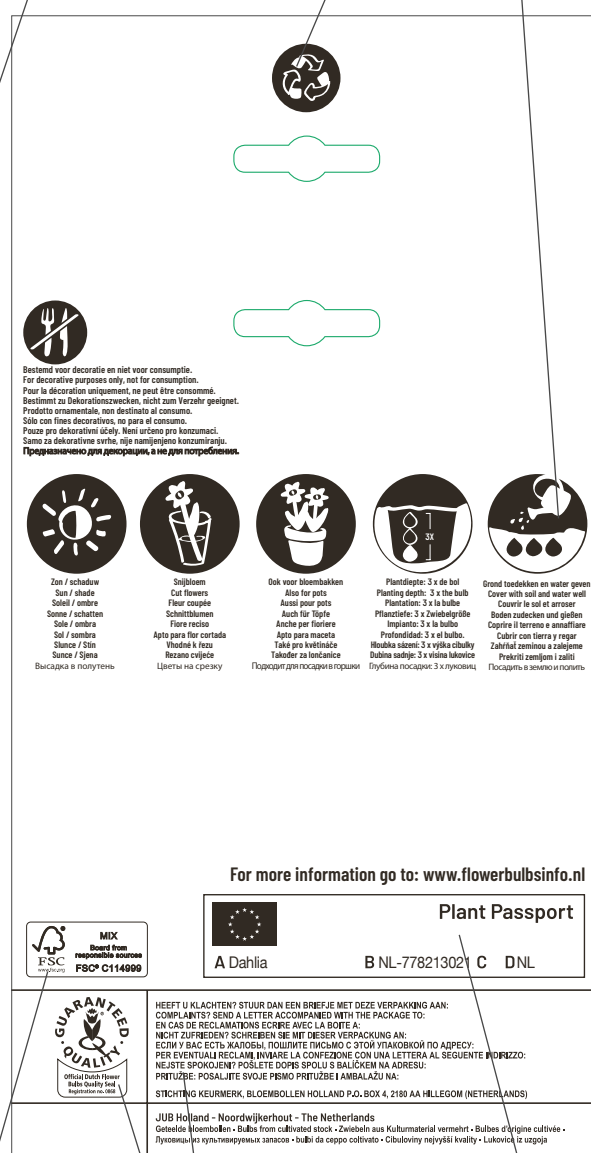 Bestemd voor decoratie en niet voor consumptie.
For decorative purposes only, not for consumption.
Pour la décoration uniquement, ne peut être consommé.
Bestimmt zu Dekorationszwecken, nicht zum Verzehr geeignet.
Prodotto ornamentale, non destinato al consumo.
Sólo con fines decorativos, no para el consumo.
Pouze pro dekorativní účely. Není určeno pro konzumaci.
Samo za dekorativne svrhe, nije namijenjeno konzumiranju.
Предназначено для декорации, а не для потребления.
3X
Zon / schaduw
Sun / shade
Soleil / ombre
Sonne / schatten
Sole / ombra
Sol / sombra
Slunce / Stín
Sunce / Sjena
Высадка в полутень
Snijbloem
Cut flowers
Fleur coupée
Schnittblumen
Fiore reciso
Apto para flor cortada
Vhodné k řezu
Rezano cvijeće
Цветы на срезку
Ook voor bloembakken
Also for pots
Aussi pour pots
Auch für Töpfe
Anche per fioriere
Apto para maceta
Také pro květináče
Također za lončanice
Подходит для посадки в горшки
Plantdiepte: 3 x de bol
Planting depth: 3 x the bulb
Plantation: 3 x la bulbe
Pflanztiefe: 3 x Zwiebelgröße
Impianto: 3 x la bulbo
Profondidad: 3 x el bulbo.
Hloubka sázení: 3 x výška cibulky
Dubina sadnje: 3 x visina lukovice
Глубина посадки: 3 x луковиц
Grond toedekken en water geven
Cover with soil and water well
Couvrir le sol et arroser
Boden zudecken und gießen
Coprire il terreno e annaffiare
Cubrir con tierra y regar
Zahŕňať zeminou a zalejeme
Prekriti zemljom i zaliti
Посадить в землю и полить
For more information go to: www.flowerbulbsinfo.nl
FSC
www.fsc.org
MIX
Board from
responsible sources
FSC® C114999
Plant Passport
A Dahlia B NL-778213021 C D NL
GUARANTEED
QUALITY
Official Dutch Flower
Bulbs Quality Seal
Registration no. 0868
HEEFT U KLACHTEN? STUUR DAN EEN BRIEFJE MET DEZE VERPAKKING AAN:
COMPLAINTS? SEND A LETTER ACCOMPANIED WITH THE PACKAGE TO:
EN CAS DE RECLAMATIONS ECRIRE AVEC LA BOITE A:
NICHT ZUFRIEDEN? SCHREIBEN SIE MIT DIESER VERPACKUNG AN:
ЕСЛИ У ВАС ЕСТЬ ЖАЛОБЫ, ПОШЛИТЕ ПИСЬМО С ЭТОЙ УПАКОВКОЙ ПО АДРЕСУ:
PER EVENTUALI RECLAMI, INVIARE LA CONFEZIONE CON UNA LETTERA AL SEGUENTE INDIRIZZO:
NEJSTE SPOKOJENI? POŠLETE DOPIS SPOLU S BALÍČKEM NA ADRESU:
PRITUŽBE: POSALJITE SVOJE PISMO PRITUŽBE I AMBALAŽU NA:
STICHTING KEURMERK, BLOEMBOLLEN HOLLAND P.O. BOX 4, 2180 AA HILLEGOM (NETHERLANDS)
JUB Holland - Noordwijkerhout - The Netherlands
Geteelde bloembollen • Bulbs from cultivated stock • Zwiebeln aus Kulturmaterial vermehrt • Bulbes d'origine cultivée •
Луковицы из культивируемых запасов • bulbi da ceppo coltivato • Cibuloviny nejvyšší kvality • Lukovice iz uzgoja